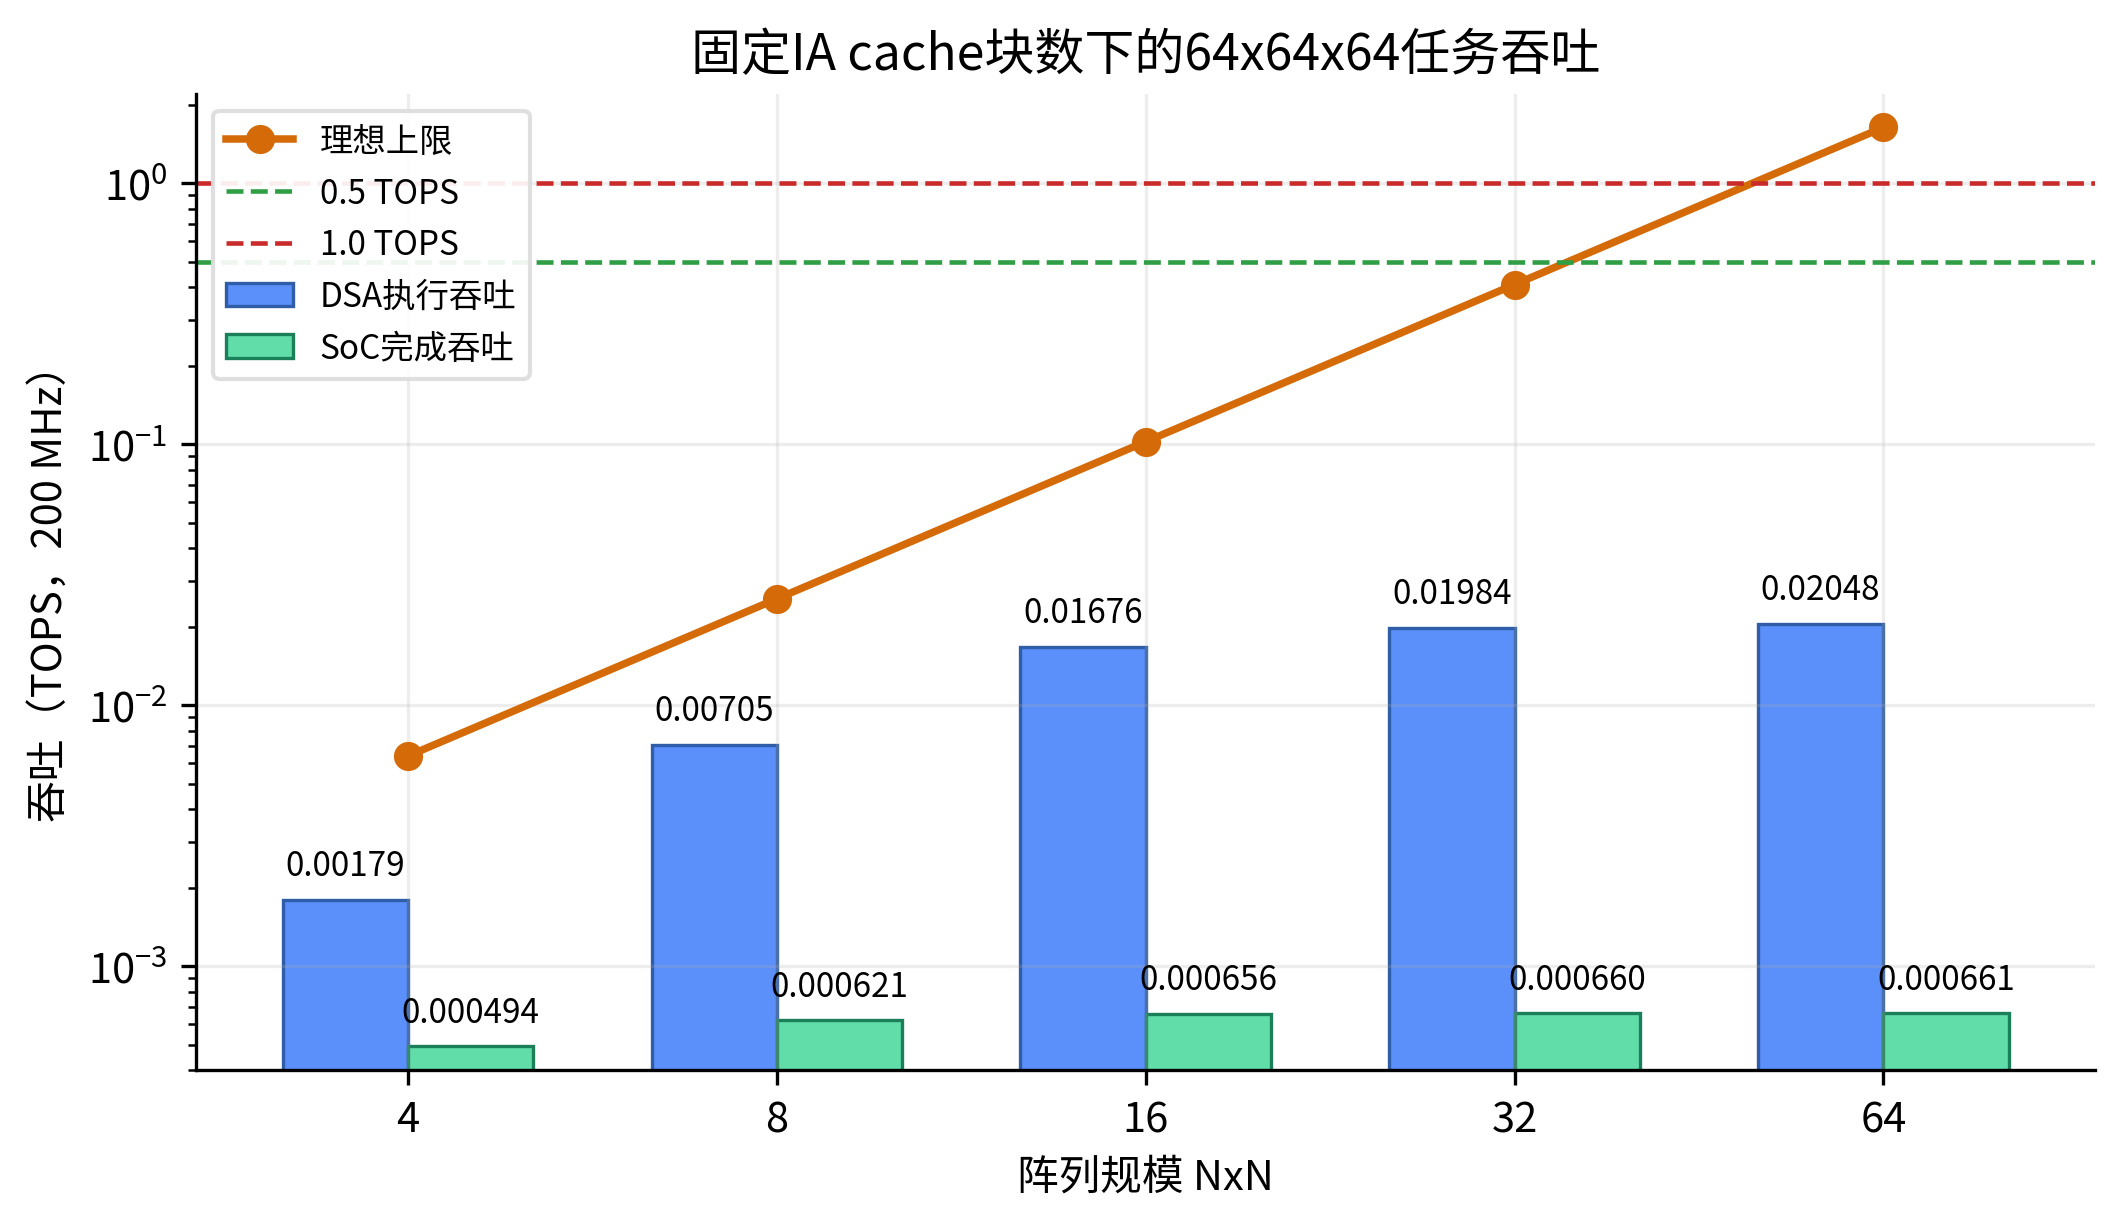 固定IA cache块数下的64x64x64任务吞吐
理想上限
0.5 TOPS
1.0 TOPS
DSA执行吞吐
SoC完成吞吐
吞吐（TOPS，200 MHz）
10⁰
10⁻¹
10⁻²
10⁻³
0.00179
0.000494
0.00705
0.000621
0.01676
0.000656
0.01984
0.000660
0.02048
0.000661
4
8
16
32
64
阵列规模 NxN